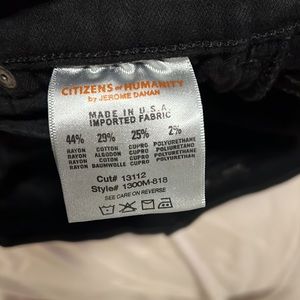 CITIZENS of HUMANITY
by JEROME DAHAN
MADE IN U.S.A.
IMPORTED FABRIC
44% 29% 25% 2%
RAYON COTTON CUPRO POLYURETHANE
RAYON ALGODON CUPRO POLIURETANO
RAYON COTON CUPRO POLYURETHANE
RAYON BAUMWOLLE CUPRO POLYURETHAN
Cut# 13112
Style# 1300M-818
SEE CARE ON REVERSE